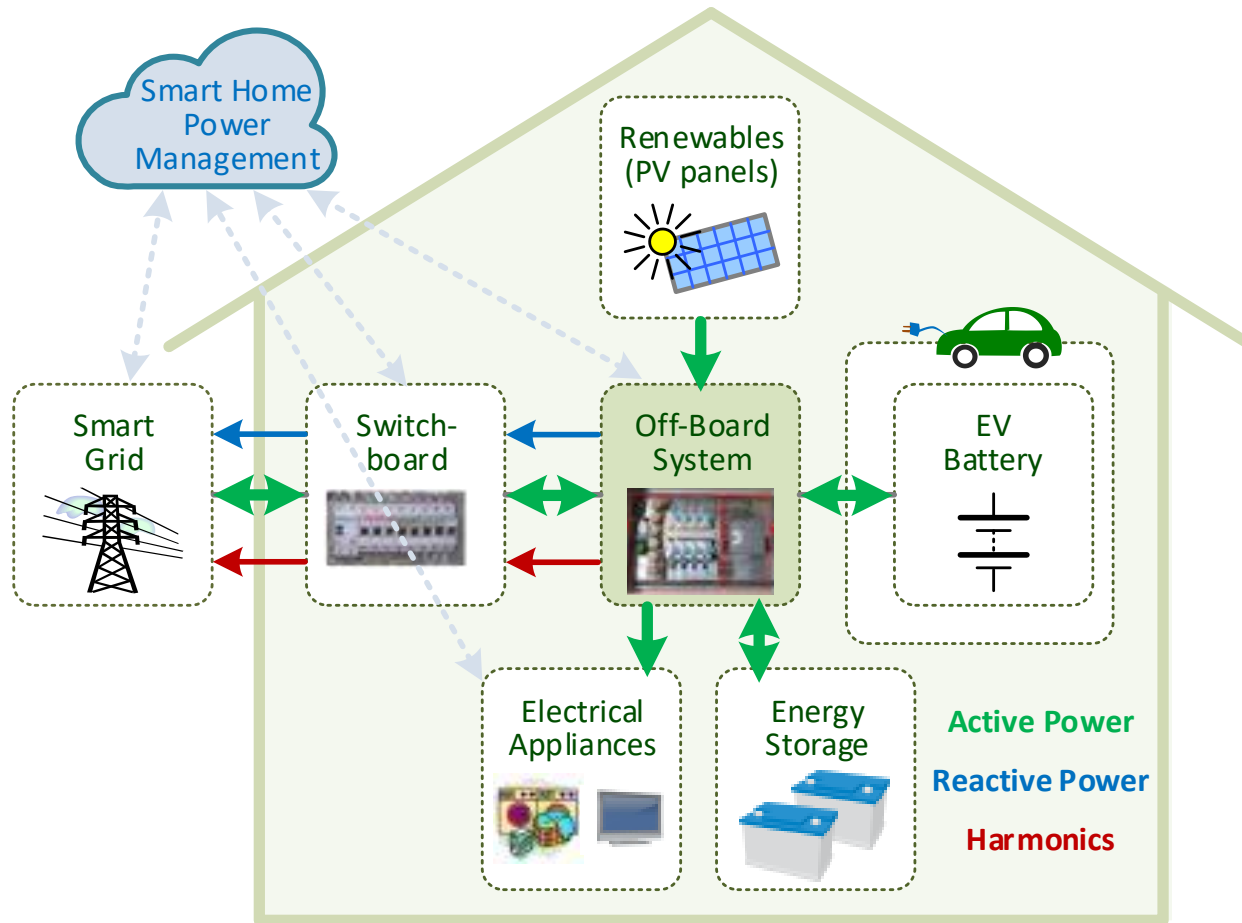 Smart Home
Power
Management
Renewables
(PV panels)
Smart
Grid
Switch-
board
Off-Board
System
EV
Battery
Electrical
Appliances
Energy
Storage
Active Power
Reactive Power
Harmonics